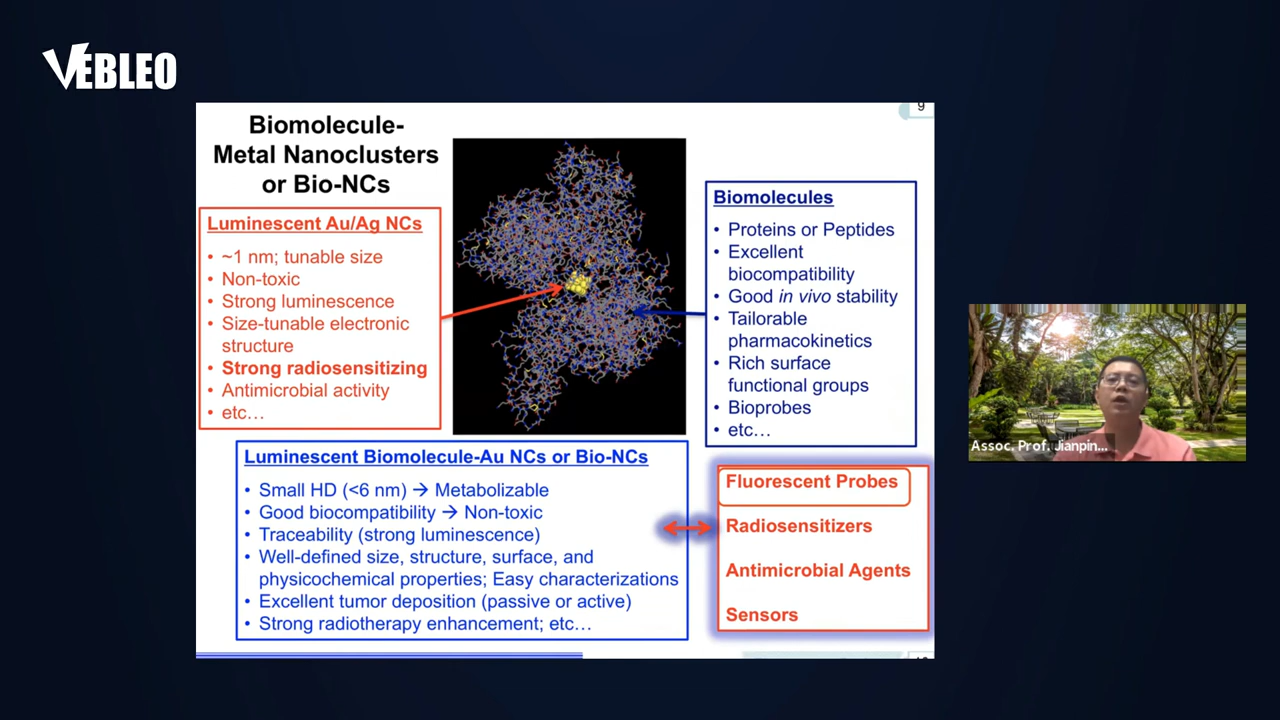 VEBLEO
9
Biomolecule-
Metal Nanoclusters
or Bio-NCs
Luminescent Au/Ag NCs
• ~1 nm; tunable size
• Non-toxic
• Strong luminescence
• Size-tunable electronic
structure
• Strong radiosensitizing
• Antimicrobial activity
• etc…
Biomolecules
• Proteins or Peptides
• Excellent
biocompatibility
• Good in vivo stability
• Tailorable
pharmacokinetics
• Rich surface
functional groups
• Bioprobes
• etc…
Luminescent Biomolecule-Au NCs or Bio-NCs
• Small HD (<6 nm) → Metabolizable
• Good biocompatibility → Non-toxic
• Traceability (strong luminescence)
• Well-defined size, structure, surface, and
physicochemical properties; Easy characterizations
• Excellent tumor deposition (passive or active)
• Strong radiotherapy enhancement; etc…
Fluorescent Probes
Radiosensitizers
Antimicrobial Agents
Sensors
Assoc. Prof. Jianpin...